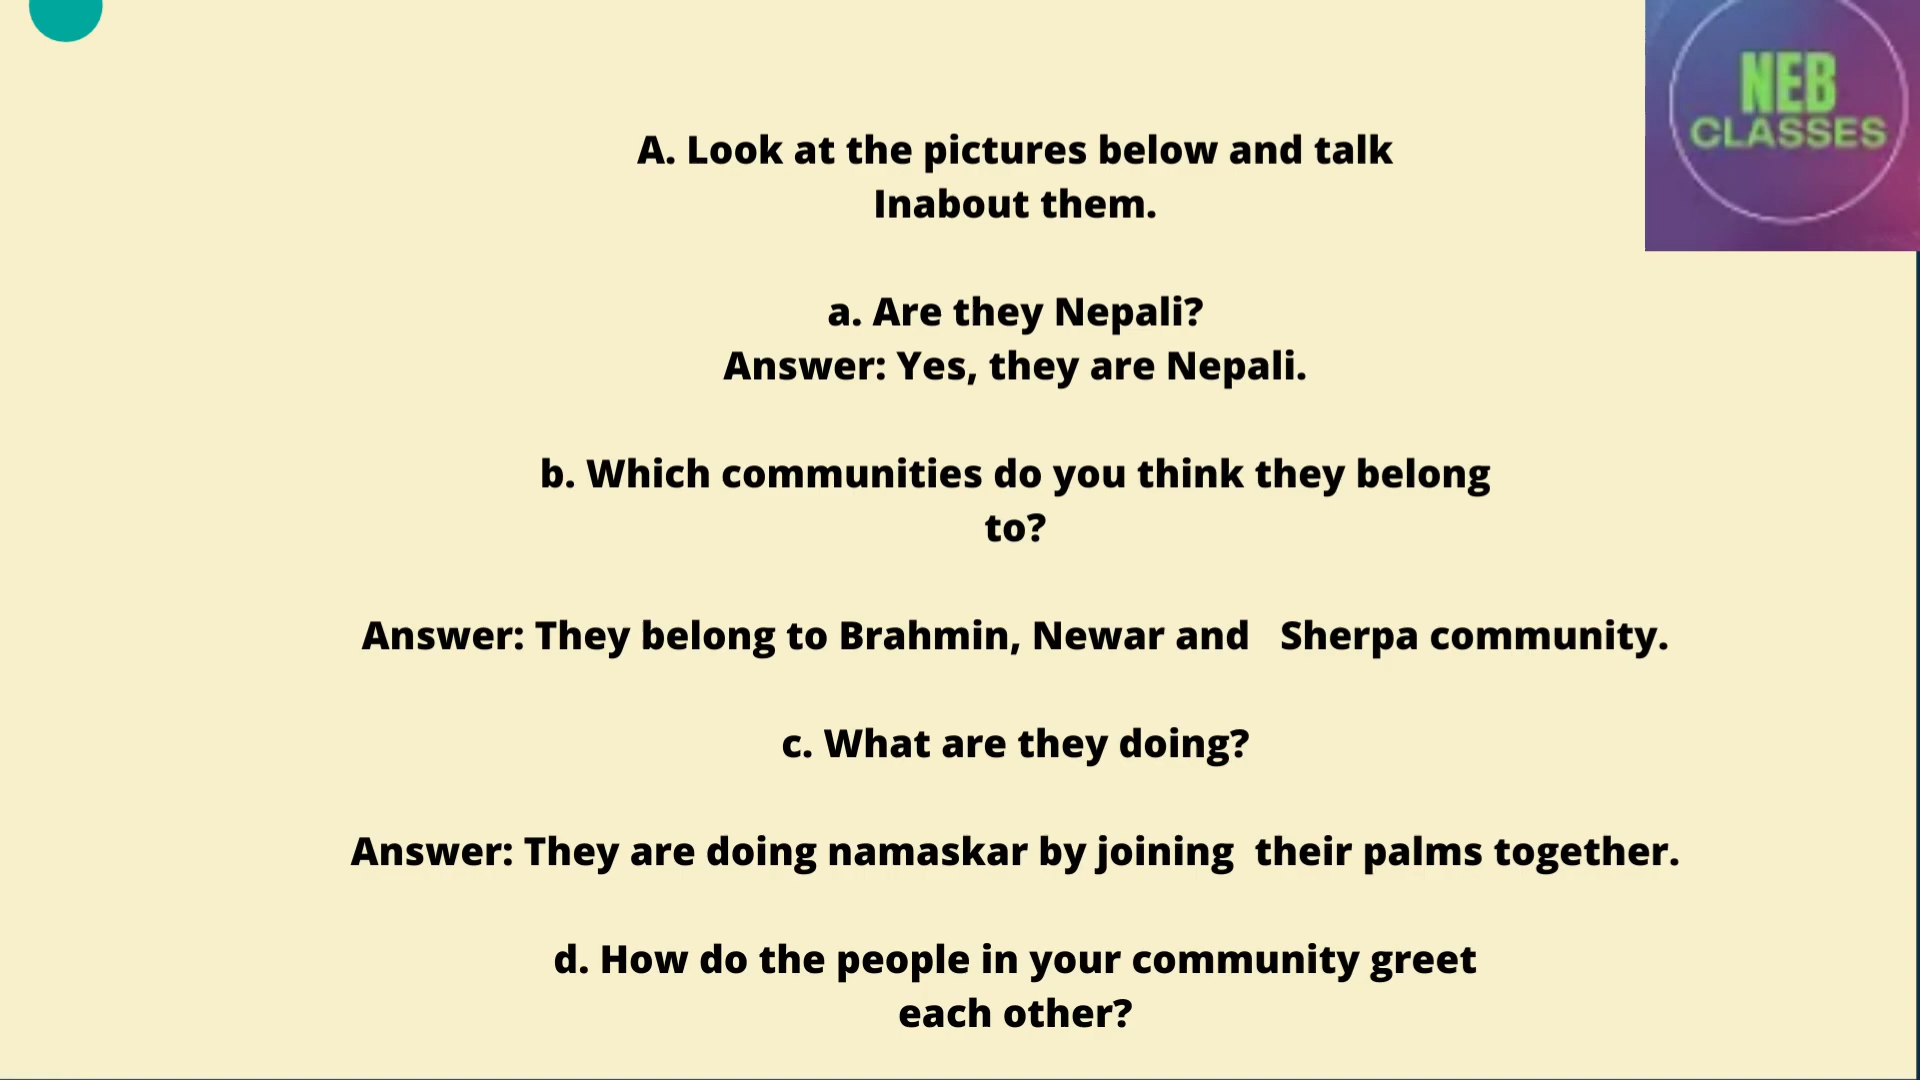 NEB
CLASSES
A. Look at the pictures below and talk
Inabout them.
a. Are they Nepali?
Answer: Yes, they are Nepali.
b. Which communities do you think they belong
to?
Answer: They belong to Brahmin, Newar and   Sherpa community.
c. What are they doing?
Answer: They are doing namaskar by joining  their palms together.
d. How do the people in your community greet
each other?